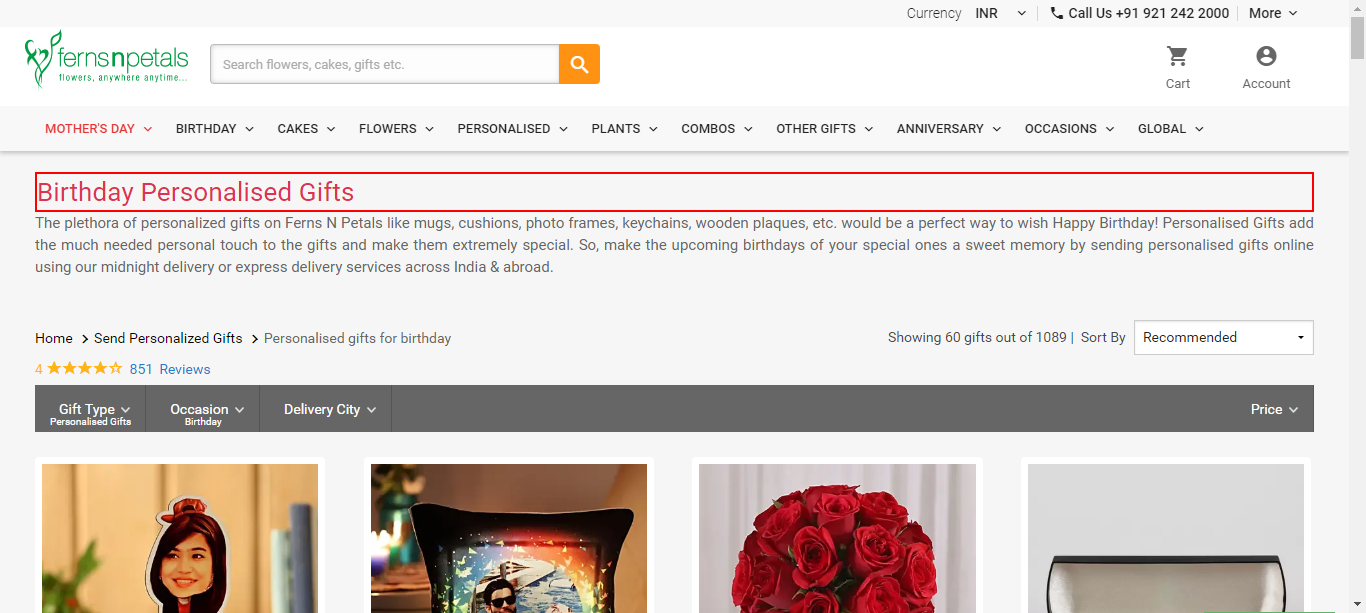 Currency INR Call Us +91 921 242 2000 More
fernsnpetals
flowers, anywhere anytime...
Search flowers, cakes, gifts etc.
Cart Account
MOTHER'S DAY BIRTHDAY CAKES FLOWERS PERSONALISED PLANTS COMBOS OTHER GIFTS ANNIVERSARY OCCASIONS GLOBAL
Birthday Personalised Gifts
The plethora of personalized gifts on Ferns N Petals like mugs, cushions, photo frames, keychains, wooden plaques, etc. would be a perfect way to wish Happy Birthday! Personalised Gifts add
the much needed personal touch to the gifts and make them extremely special. So, make the upcoming birthdays of your special ones a sweet memory by sending personalised gifts online
using our midnight delivery or express delivery services across India & abroad.
Home > Send Personalized Gifts > Personalised gifts for birthday
Showing 60 gifts out of 1089 | Sort By Recommended
4 ★★★★☆ 851 Reviews
Gift Type Occasion Delivery City Price
Personalised Gifts Birthday